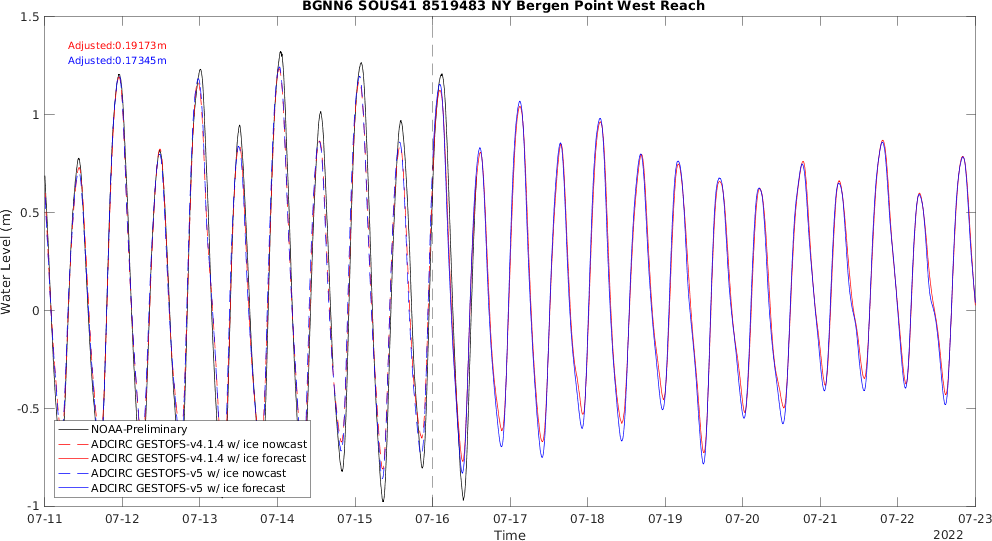 BGNN6 SOUS41 8519483 NY Bergen Point West Reach
1.5
Adjusted:0.19173m
Adjusted:0.17345m
1
0.5
Water Level (m)
0
-0.5
NOAA-Preliminary
ADCIRC GESTOFS-v4.1.4 w/ ice nowcast
ADCIRC GESTOFS-v4.1.4 w/ ice forecast
ADCIRC GESTOFS-v5 w/ ice nowcast
ADCIRC GESTOFS-v5 w/ ice forecast
-1
07-11 07-12 07-13 07-14 07-15 07-16 07-17 07-18 07-19 07-20 07-21 07-22 07-23
Time
2022